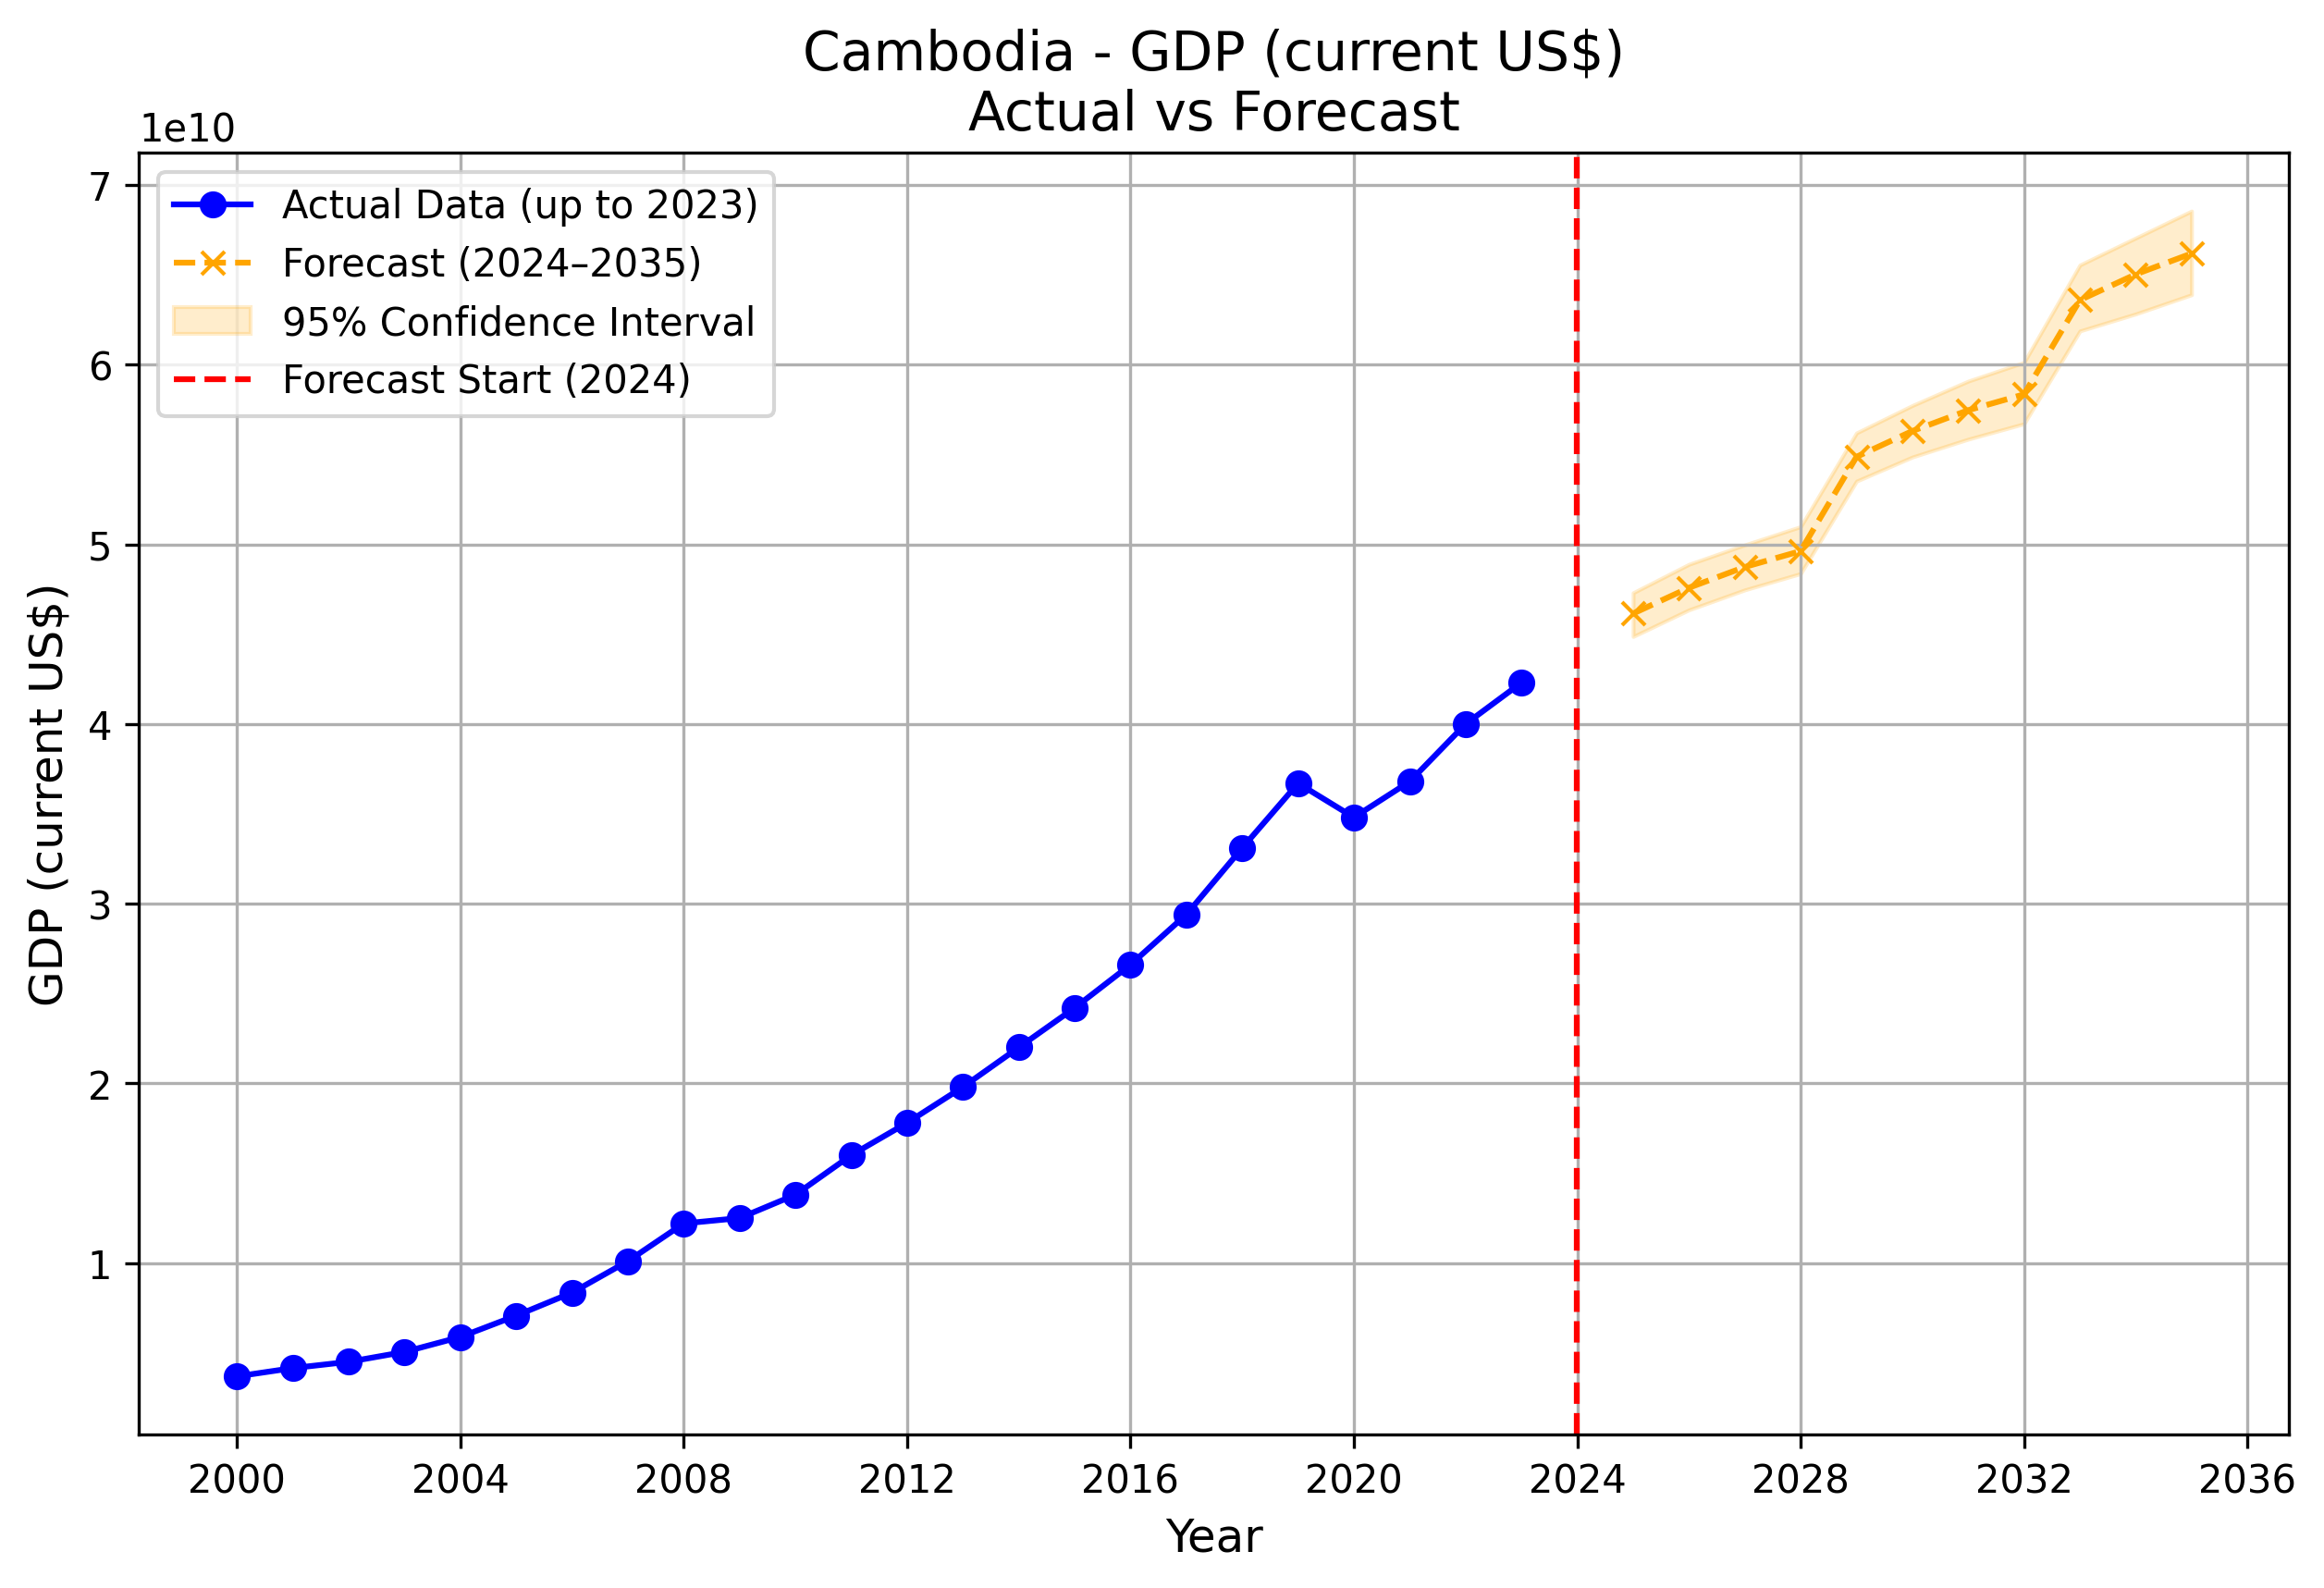 Cambodia - GDP (current US$)
Actual vs Forecast
1e10
7
6
5
4
3
2
1
GDP (current US$)
Actual Data (up to 2023)
Forecast (2024–2035)
95% Confidence Interval
Forecast Start (2024)
2000 2004 2008 2012 2016 2020 2024 2028 2032 2036
Year